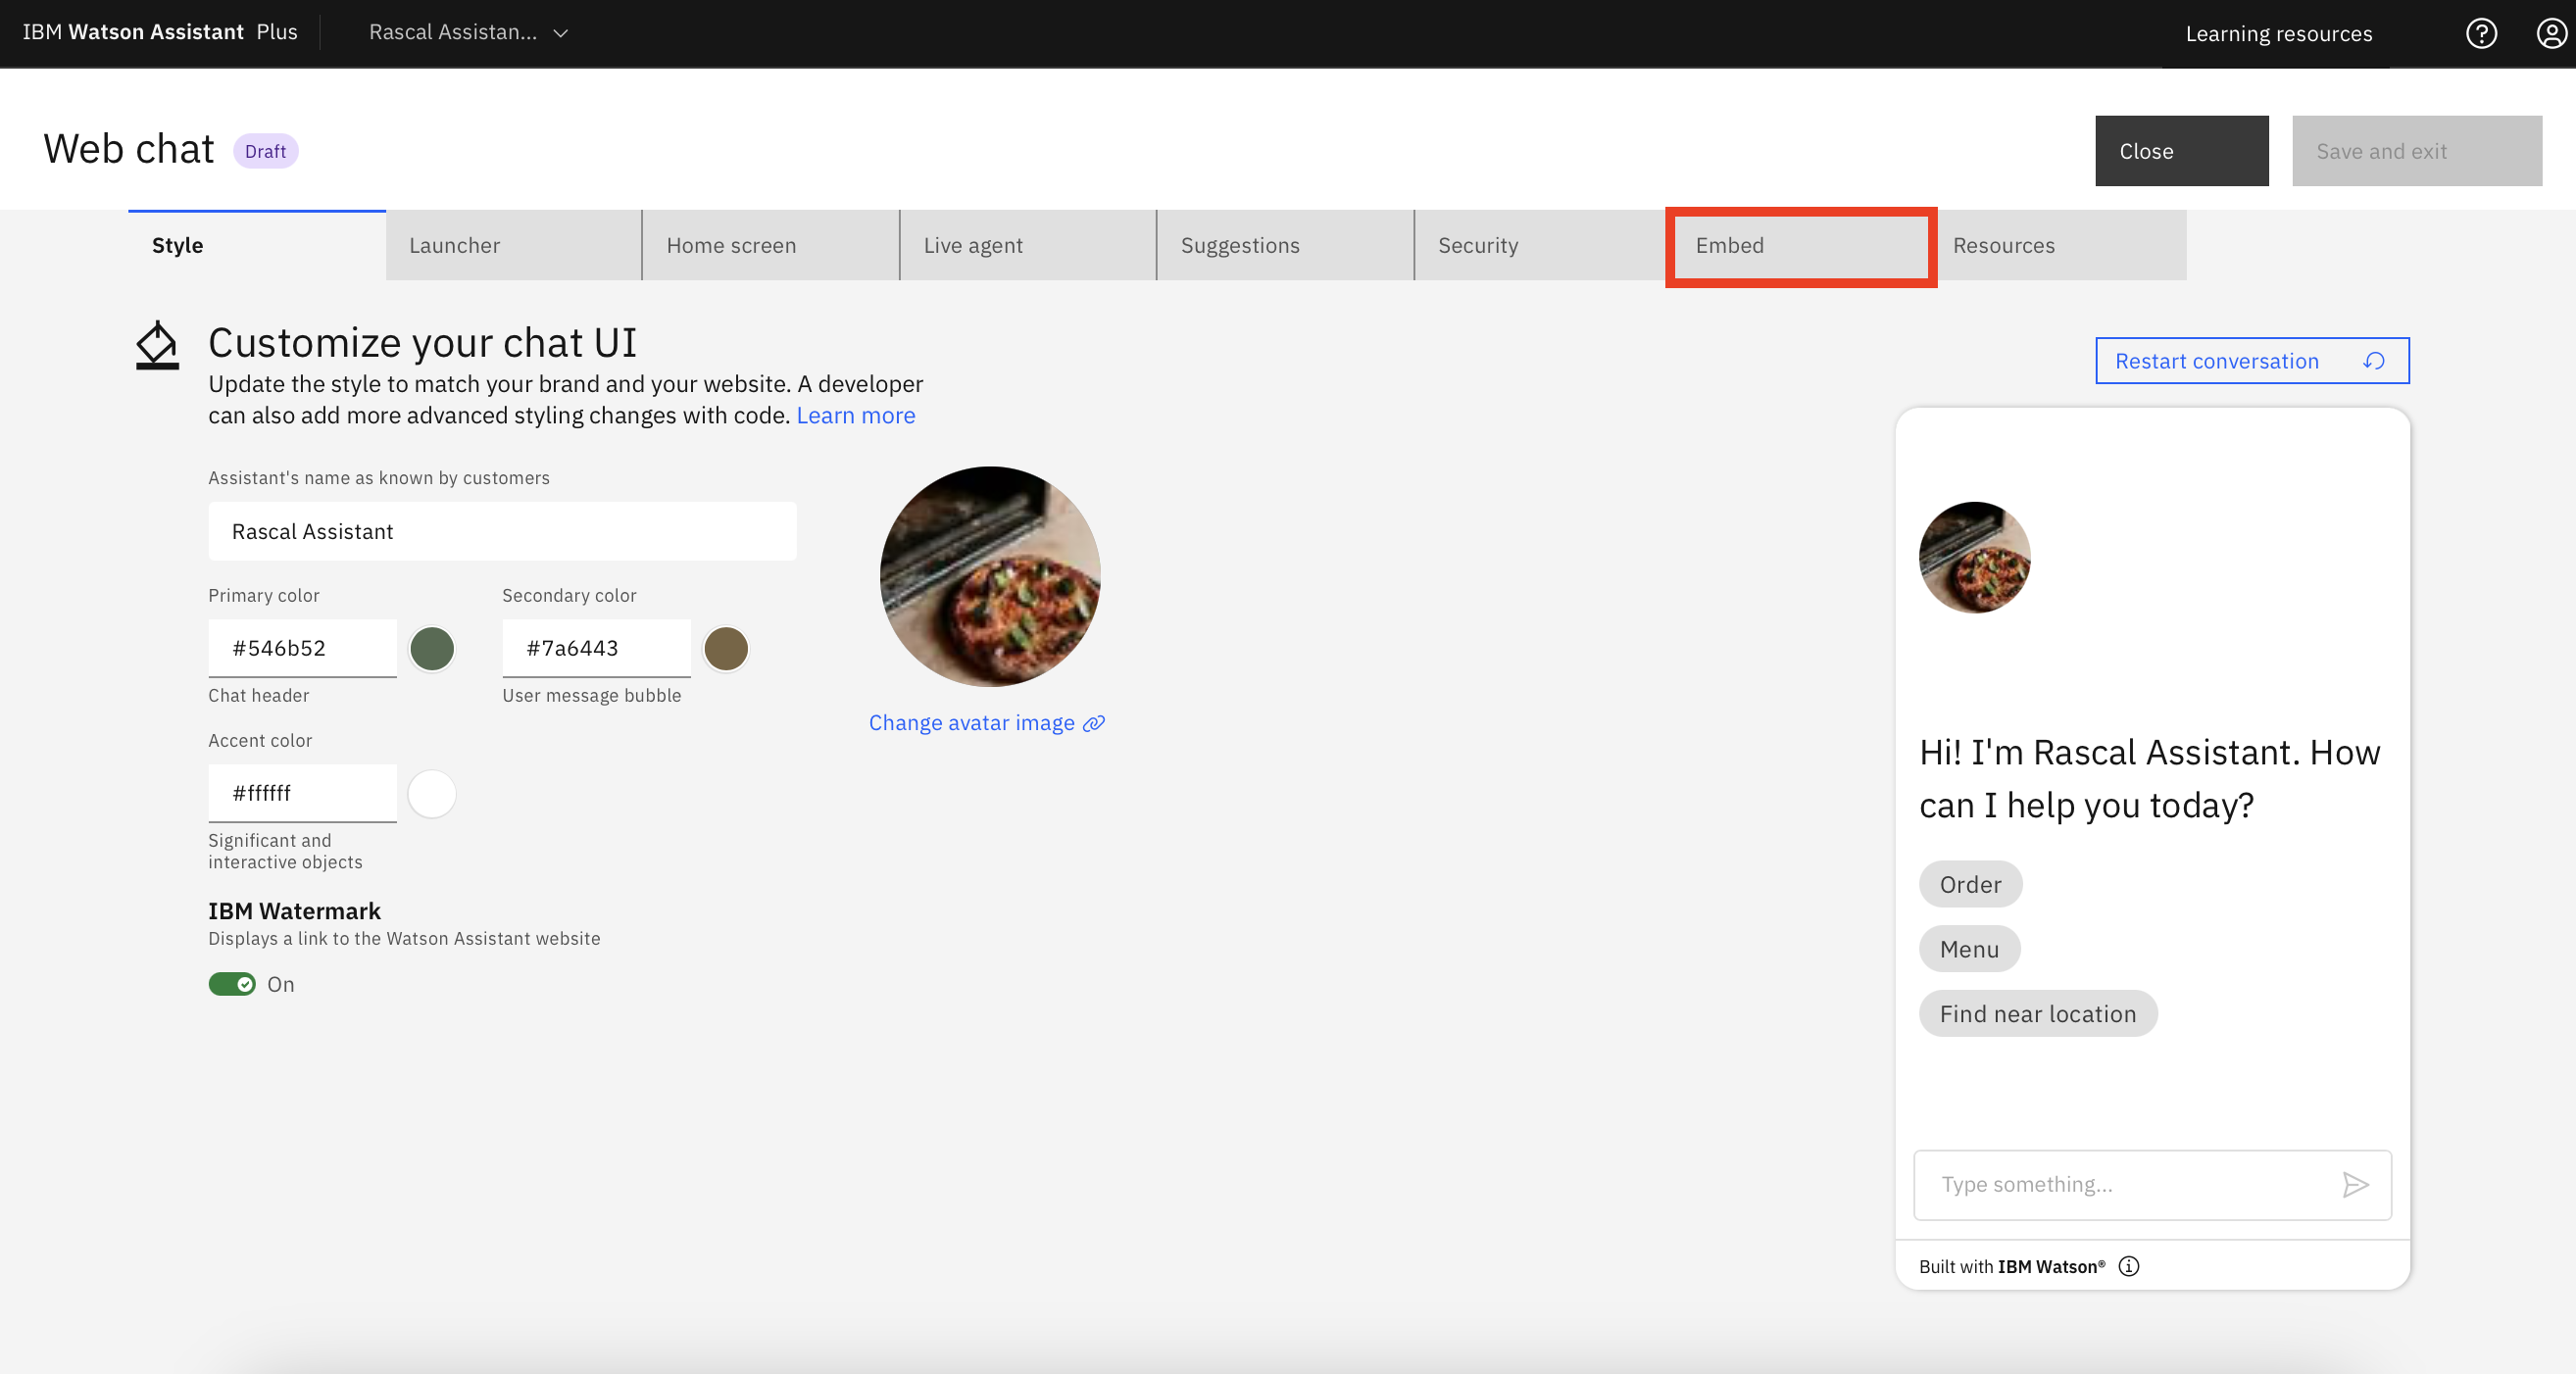 IBM Watson Assistant Plus
Rascal Assistan...
Learning resources
Web chat
Draft
Close
Save and exit
Style
Launcher
Home screen
Live agent
Suggestions
Security
Embed
Resources
Customize your chat UI
Update the style to match your brand and your website. A developer
can also add more advanced styling changes with code. Learn more
Restart conversation
Assistant's name as known by customers
Rascal Assistant
Primary color
Secondary color
#546b52
#7a6443
Chat header
User message bubble
Change avatar image
Accent color
#ffffff
Significant and
interactive objects
IBM Watermark
Displays a link to the Watson Assistant website
On
Hi! I'm Rascal Assistant. How
can I help you today?
Order
Menu
Find near location
Type something...
Built with IBM Watson®